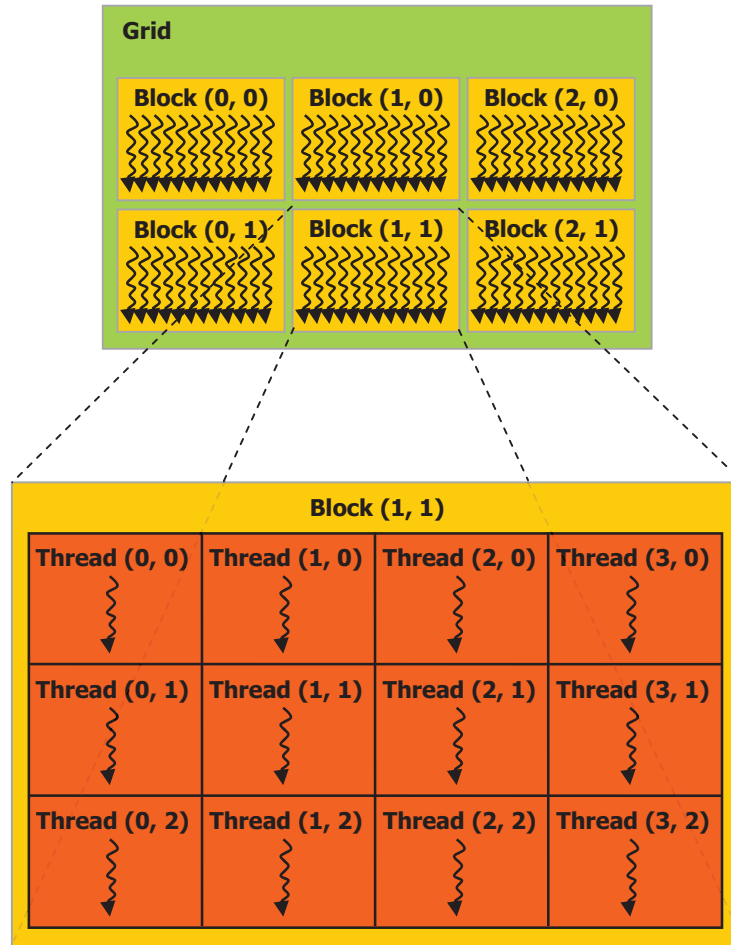 Grid
Block (0, 0) Block (1, 0) Block (2, 0)
Block (0, 1) Block (1, 1) Block (2, 1)
Block (1, 1)
Thread (0, 0) Thread (1, 0) Thread (2, 0) Thread (3, 0)
Thread (0, 1) Thread (1, 1) Thread (2, 1) Thread (3, 1)
Thread (0, 2) Thread (1, 2) Thread (2, 2) Thread (3, 2)